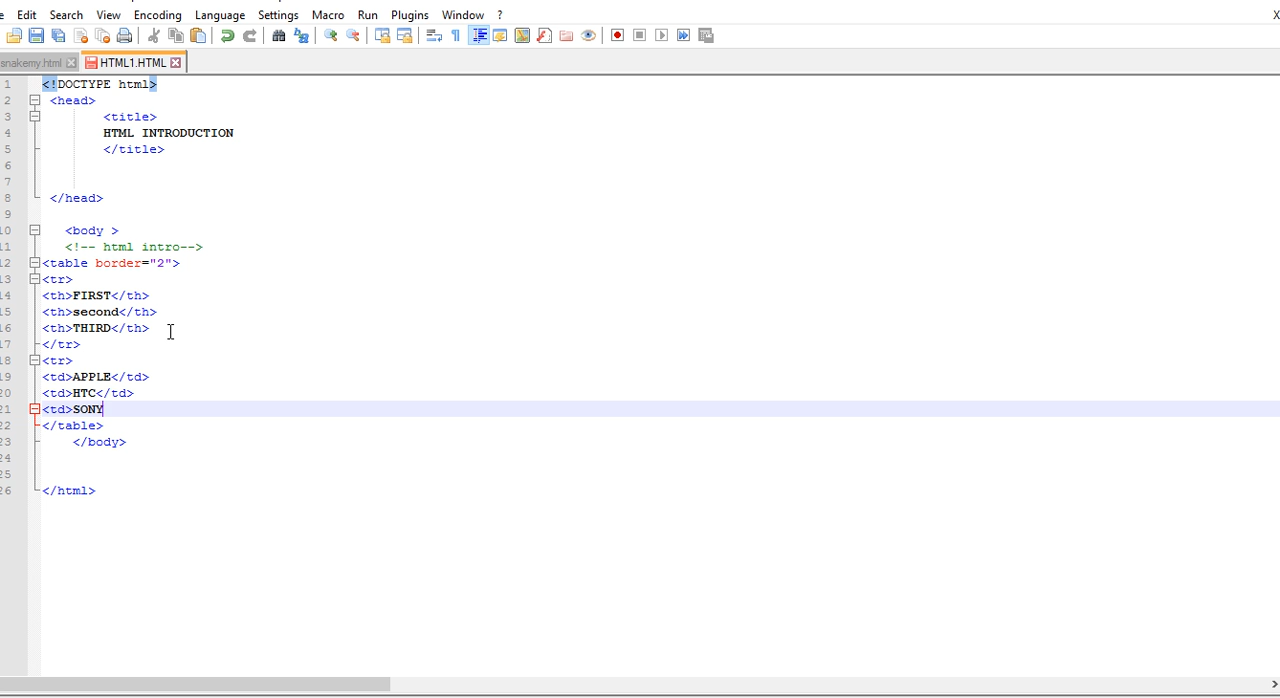 Edit Search View Encoding Language Settings Macro Run Plugins Window ? X
snakemy.html HTML1.HTML
1 <!DOCTYPE html>
2 <head>
3 <title>
4 HTML INTRODUCTION
5 </title>
6
7
8 </head>
9
10 <body >
11 <!-- html intro-->
12 <table border="2">
13 <tr>
14 <th>FIRST</th>
15 <th>second</th>
16 <th>THIRD</th>
17 </tr>
18 <tr>
19 <td>APPLE</td>
20 <td>HTC</td>
21 <td>SONY
22 </table>
23 </body>
24
25
26 </html>